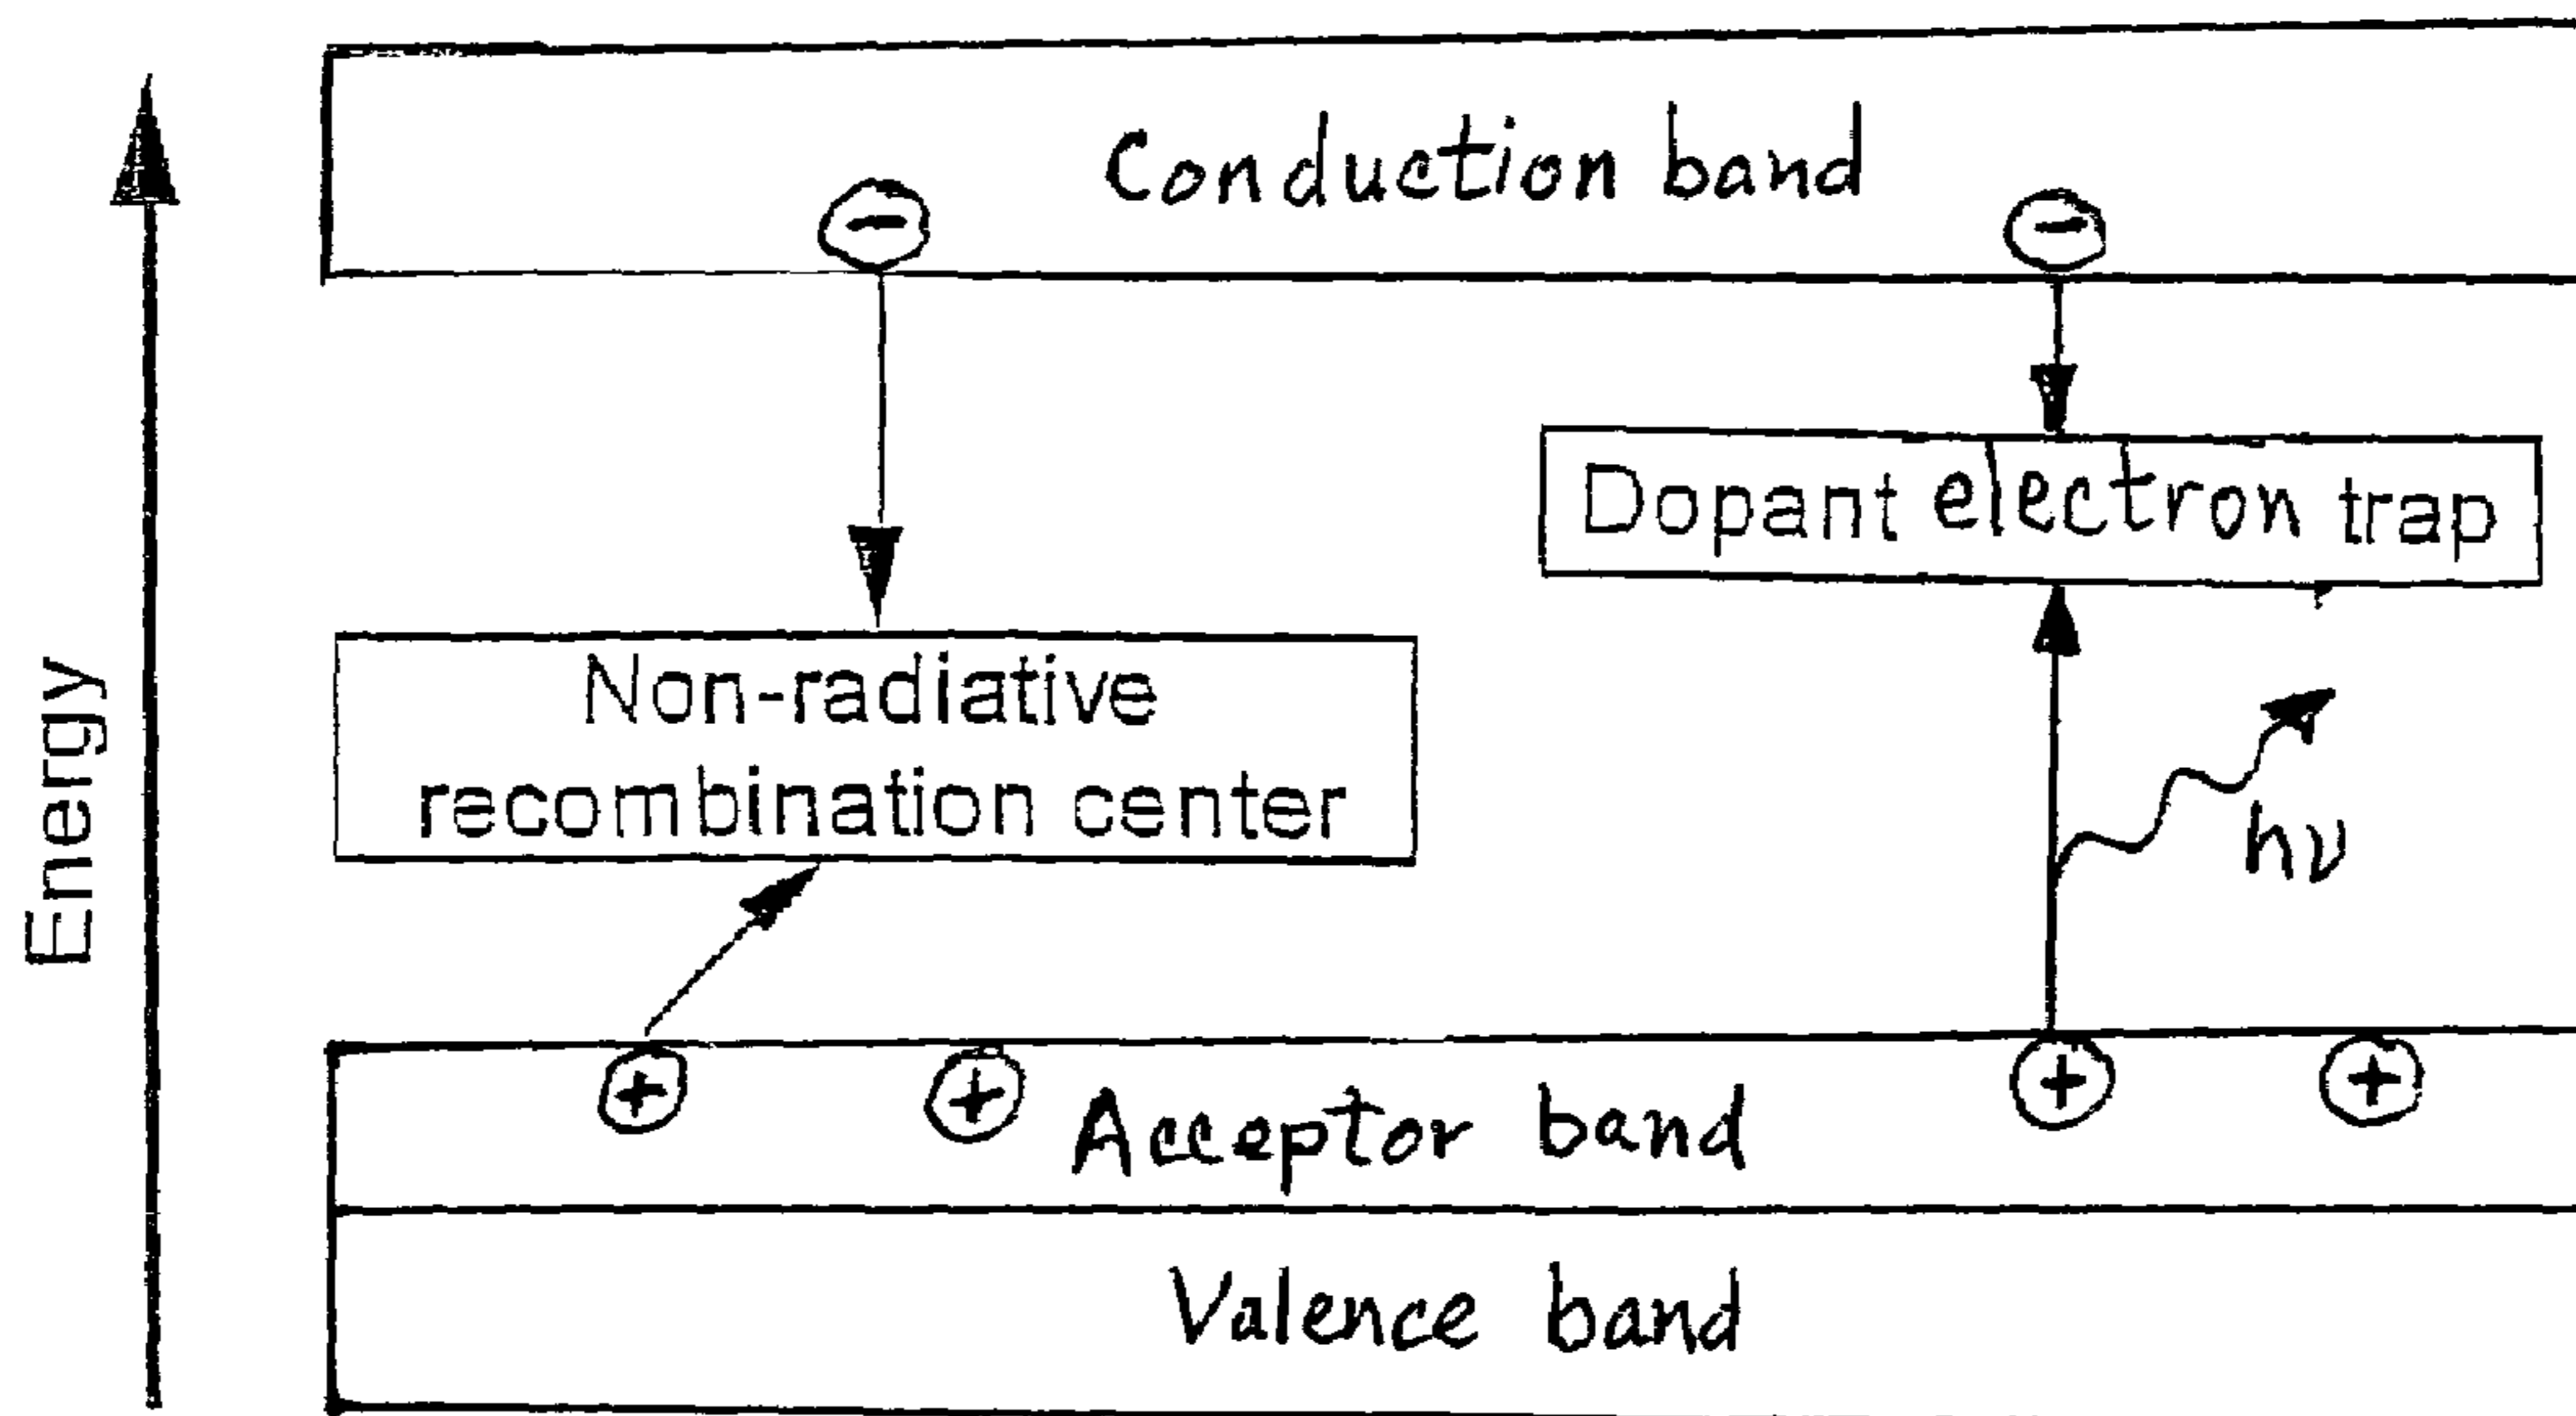 Energy
Conduction band
-
-
Dopant electron trap
Non-radiative
recombination center
hν
+
+
Acceptor band
+
+
Valence band